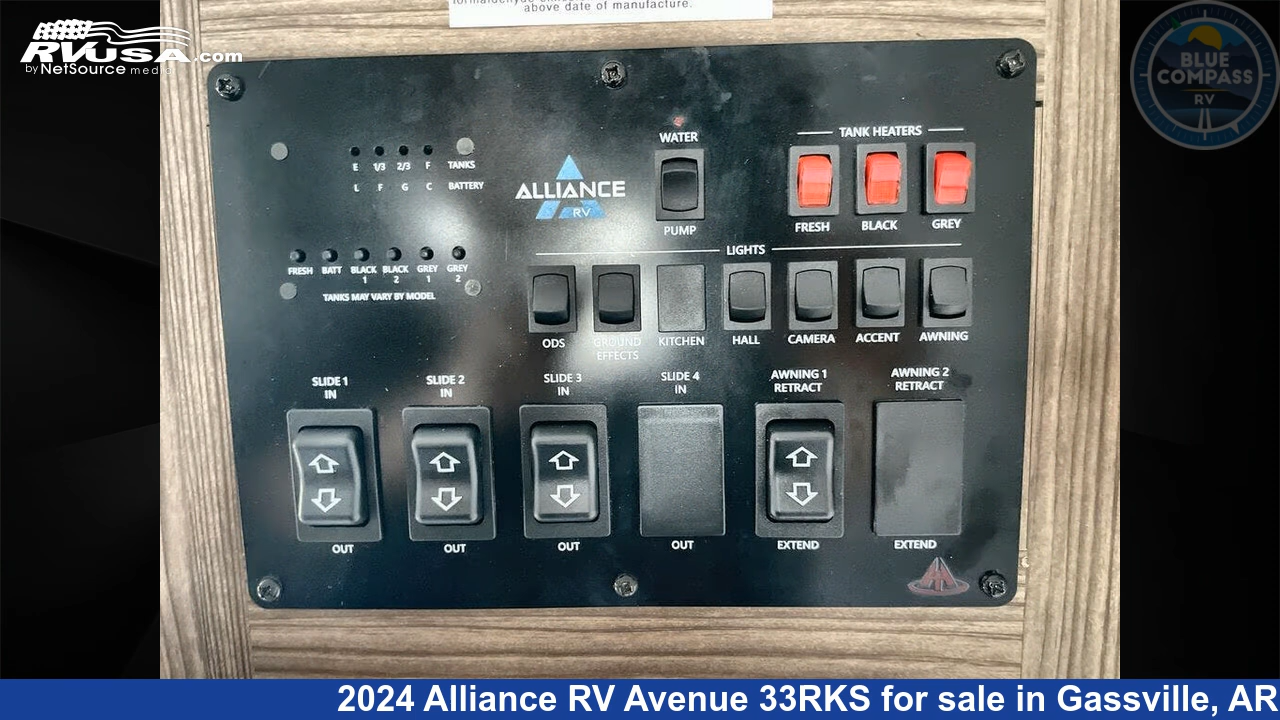 above date of manufacture.
RVUSA.com
by NetSource media
BLUE
COMPASS
RV
WATER
TANK HEATERS
E 1/3 2/3 F TANKS
L F G C BATTERY
ALLIANCE
RV
PUMP
FRESH BLACK GREY
LIGHTS
FRESH BATT BLACK 1 BLACK 2 GREY 1 GREY 2
TANKS MAY VARY BY MODEL
ODS GROUND EFFECTS KITCHEN HALL CAMERA ACCENT AWNING
SLIDE 1 IN SLIDE 2 IN SLIDE 3 IN SLIDE 4 IN AWNING 1 RETRACT AWNING 2 RETRACT
OUT OUT OUT OUT EXTEND EXTEND
2024 Alliance RV Avenue 33RKS for sale in Gassville, AR